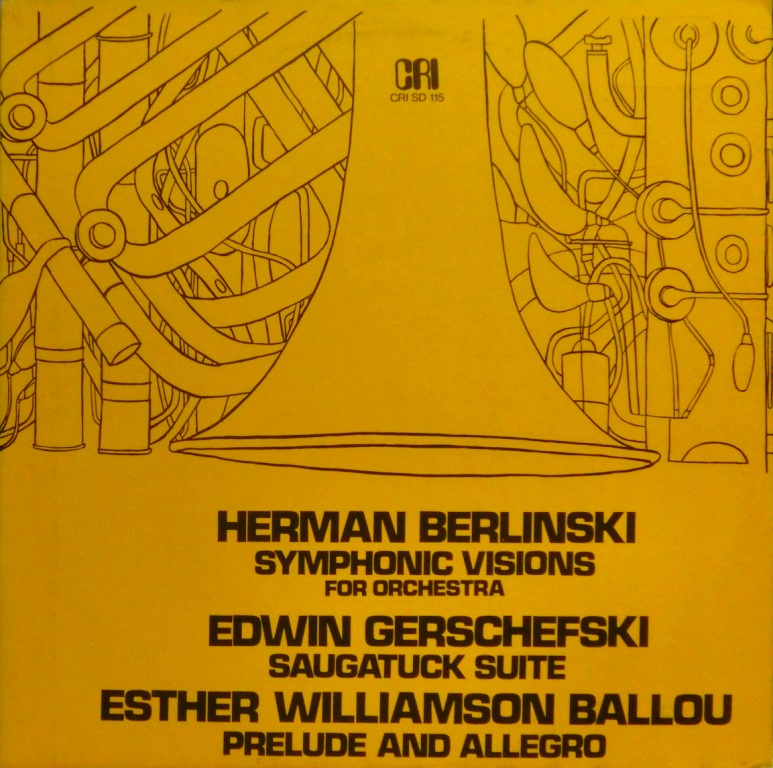 CRI
CRI SD 115
HERMAN BERLINSKI
SYMPHONIC VISIONS
FOR ORCHESTRA
EDWIN GERSCHEFSKI
SAUGATUCK SUITE
ESTHER WILLIAMSON BALLOU
PRELUDE AND ALLEGRO